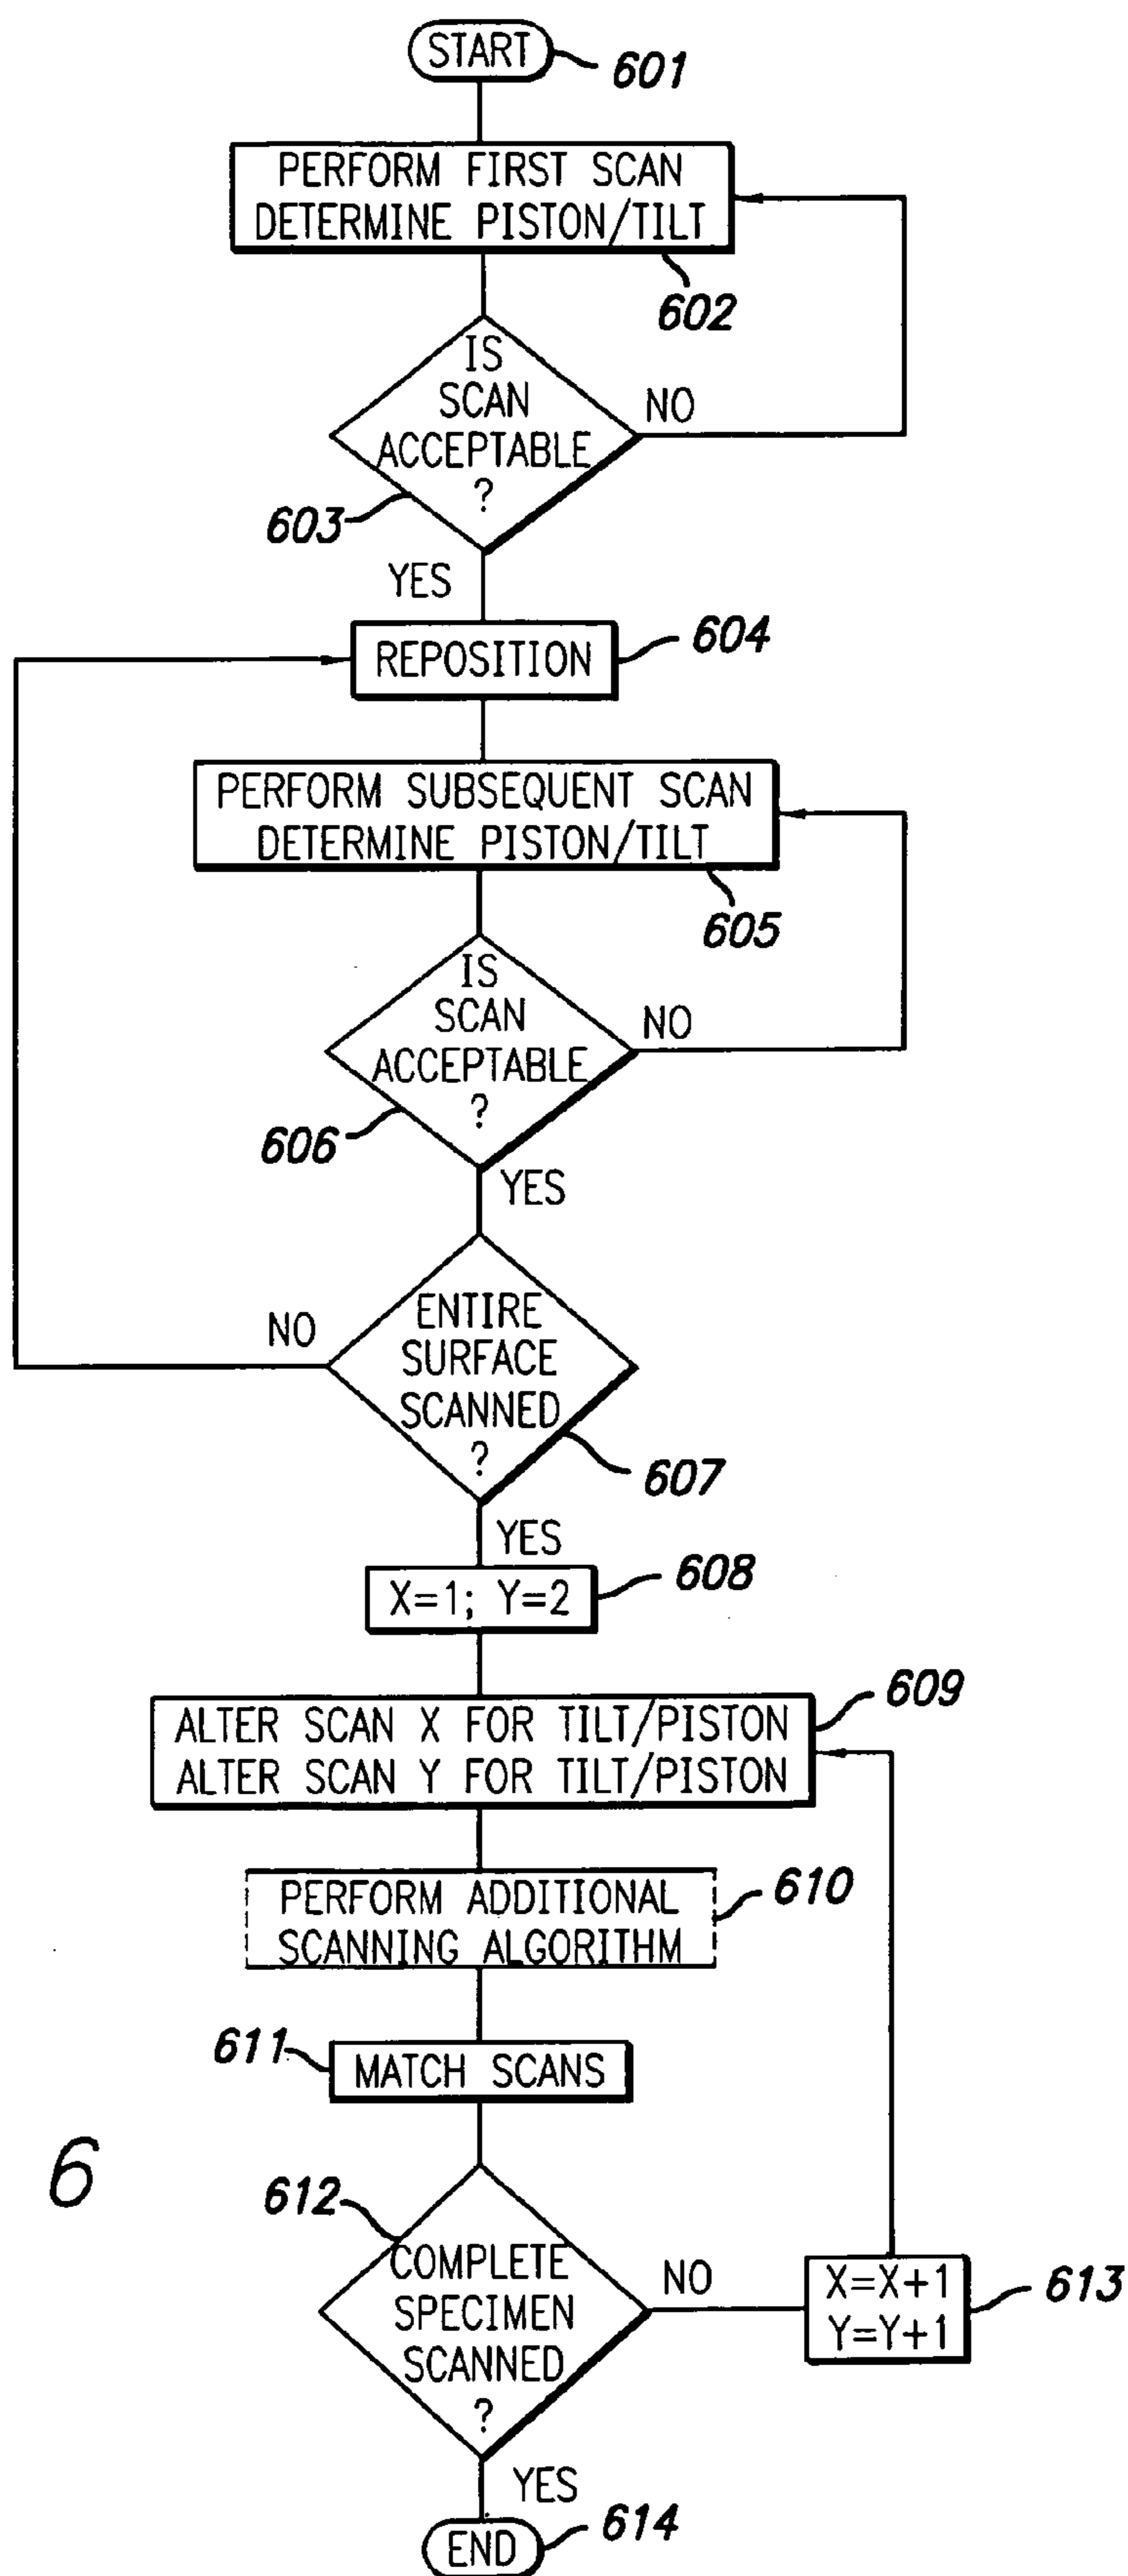 START
601
PERFORM FIRST SCAN
DETERMINE PISTON/TILT
602
IS
SCAN
ACCEPTABLE
?
NO
603
YES
REPOSITION
604
PERFORM SUBSEQUENT SCAN
DETERMINE PISTON/TILT
605
IS
SCAN
ACCEPTABLE
?
NO
606
YES
ENTIRE
SURFACE
SCANNED
?
NO
607
YES
X=1; Y=2
608
ALTER SCAN X FOR TILT/PISTON
ALTER SCAN Y FOR TILT/PISTON
609
PERFORM ADDITIONAL
SCANNING ALGORITHM
610
611
MATCH SCANS
6
612
COMPLETE
SPECIMEN
SCANNED
?
NO
X=X+1
Y=Y+1
613
YES
END
614